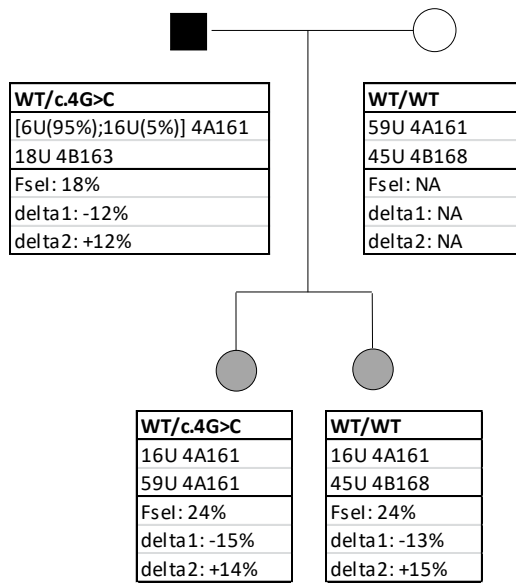 WT/c.4G>C
[6U(95%);16U(5%)] 4A161
18U 4B163
Fsel: 18%
delta1: -12%
delta2: +12%
WT/WT
59U 4A161
45U 4B168
Fsel: NA
delta1: NA
delta2: NA
WT/c.4G>C
16U 4A161
59U 4A161
Fsel: 24%
delta1: -15%
delta2: +14%
WT/WT
16U 4A161
45U 4B168
Fsel: 24%
delta1: -13%
delta2: +15%